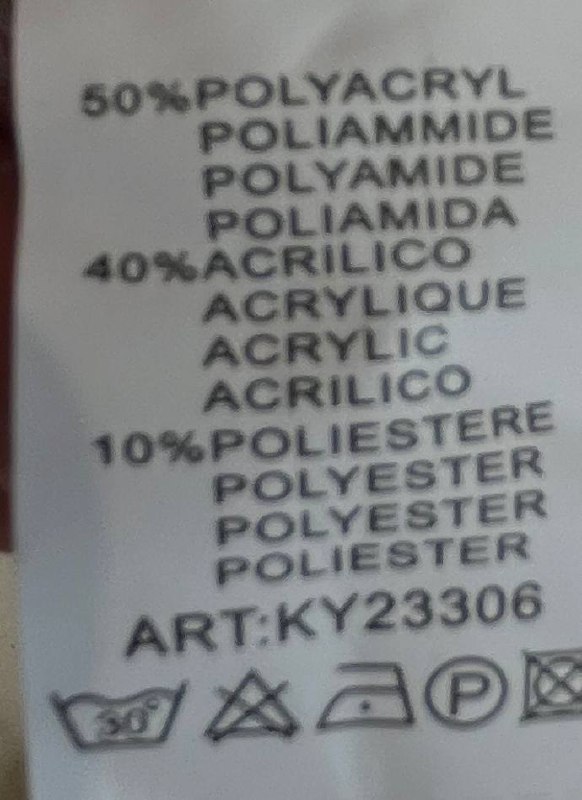 50%POLYACRYL
POLIAMMIDE
POLYAMIDE
POLIAMIDA
40%ACRILICO
ACRYLIQUE
ACRYLIC
ACRILICO
10%POLIESTERE
POLYESTER
POLYESTER
POLIESTER
ART:KY23306
30° P